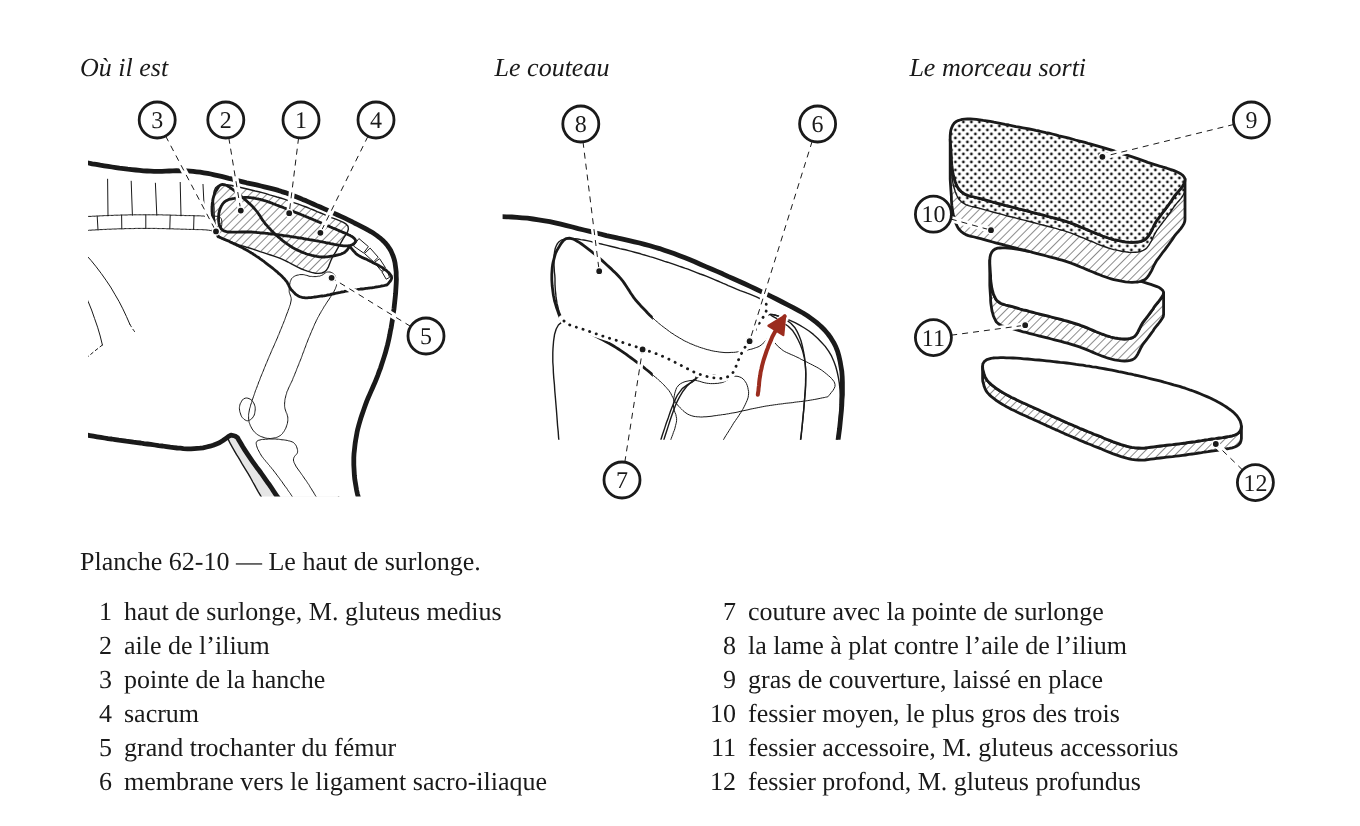 Où il est
Le couteau
Le morceau sorti
3 2 1 4
8 6
9
10
5
11
7
12
Planche 62-10 — Le haut de surlonge.
1 haut de surlonge, M. gluteus medius
2 aile de l’ilium
3 pointe de la hanche
4 sacrum
5 grand trochanter du fémur
6 membrane vers le ligament sacro-iliaque
7 couture avec la pointe de surlonge
8 la lame à plat contre l’aile de l’ilium
9 gras de couverture, laissé en place
10 fessier moyen, le plus gros des trois
11 fessier accessoire, M. gluteus accessorius
12 fessier profond, M. gluteus profundus